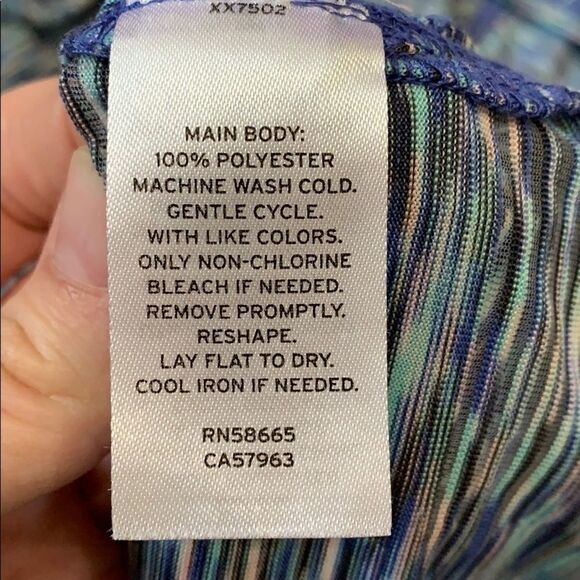 XX7502
MAIN BODY:
100% POLYESTER
MACHINE WASH COLD.
GENTLE CYCLE.
WITH LIKE COLORS.
ONLY NON-CHLORINE
BLEACH IF NEEDED.
REMOVE PROMPTLY.
RESHAPE.
LAY FLAT TO DRY.
COOL IRON IF NEEDED.
RN58665
CA57963